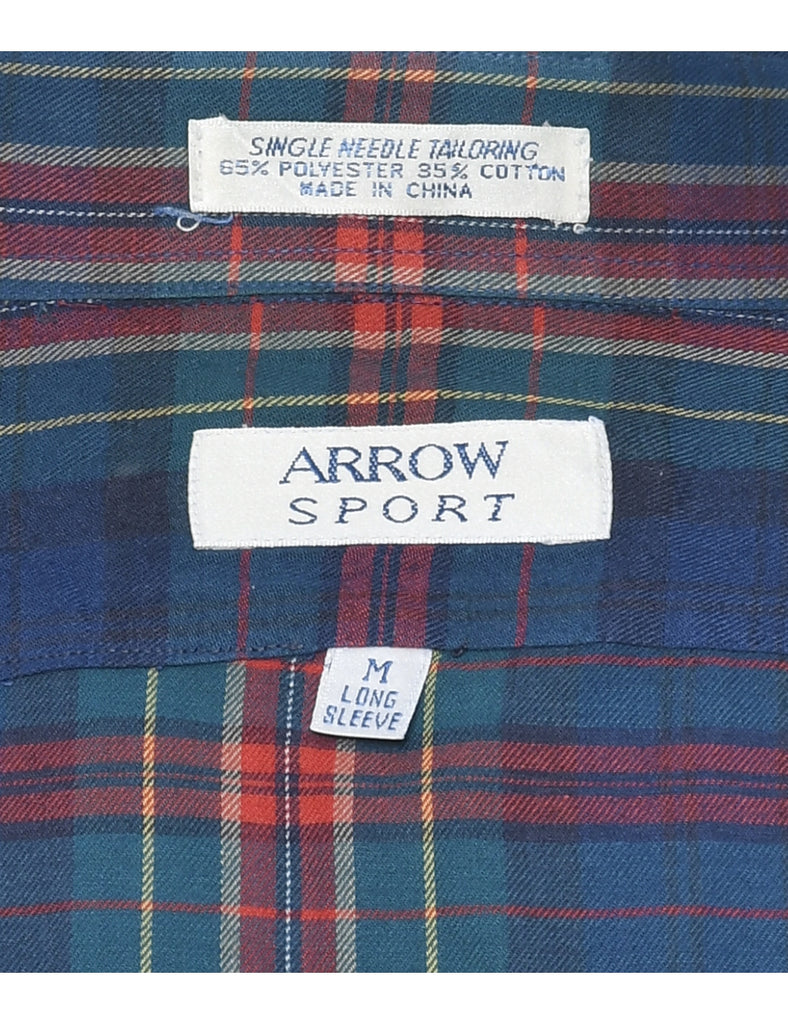 SINGLE NEEDLE TAILORING
65% POLYESTER 35% COTTON
MADE IN CHINA
ARROW
SPORT
M
LONG
SLEEVE